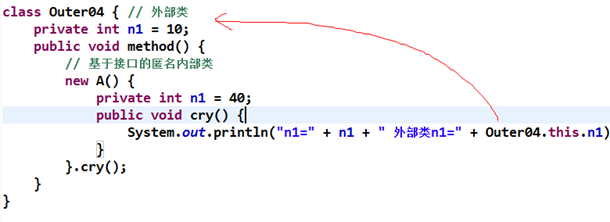 class Outer04 { // 外部类
    private int n1 = 10;
    public void method() {
        // 基于接口的匿名内部类
        new A() {
            private int n1 = 40;
            public void cry() {
                System.out.println("n1=" + n1 + " 外部类n1=" + Outer04.this.n1)
            }
        }.cry();
    }
}